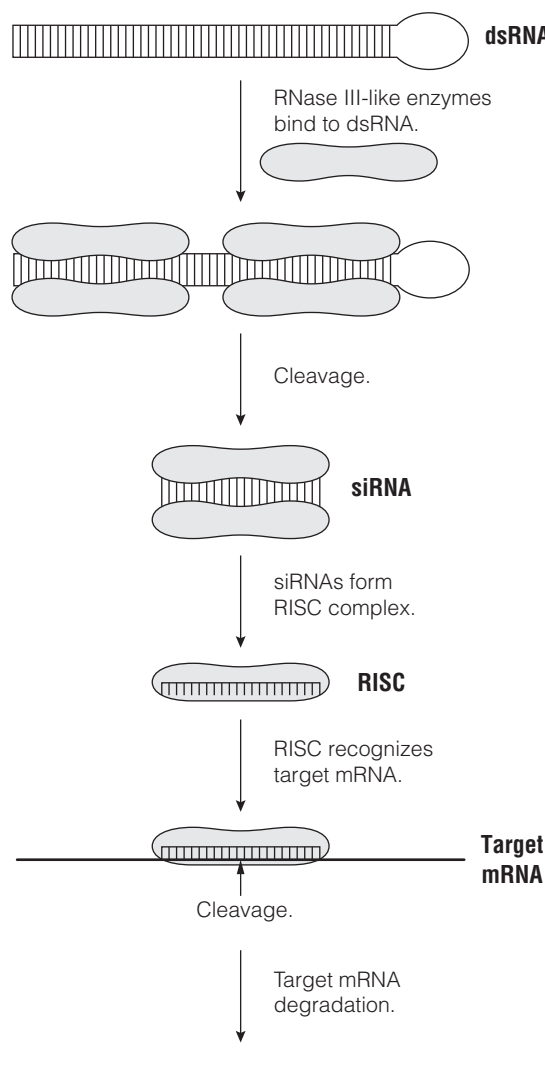 dsRNA
RNase III-like enzymes
bind to dsRNA.
Cleavage.
siRNA
siRNAs form
RISC complex.
RISC
RISC recognizes
target mRNA.
Target
mRNA
Cleavage.
Target mRNA
degradation.